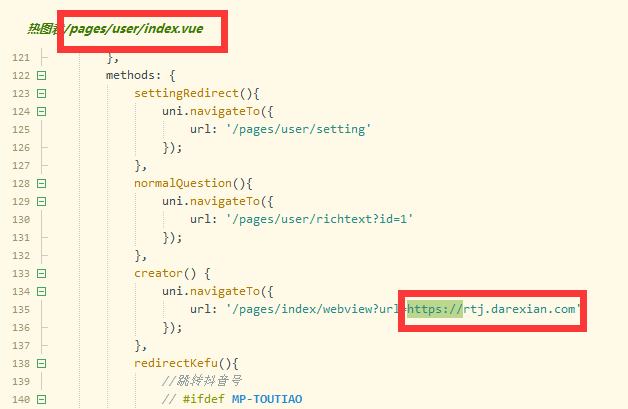 热图君/pages/user/index.vue
121 },
122 methods: {
123 settingRedirect(){
124 uni.navigateTo({
125 url: '/pages/user/setting'
126 });
127 },
128 normalQuestion(){
129 uni.navigateTo({
130 url: '/pages/user/richtext?id=1'
131 });
132 },
133 creator() {
134 uni.navigateTo({
135 url: '/pages/index/webview?url=https://rtj.darexian.com'
136 });
137 },
138 redirectKefu(){
139 //跳转抖音号
140 // #ifdef MP-TOUTIAO